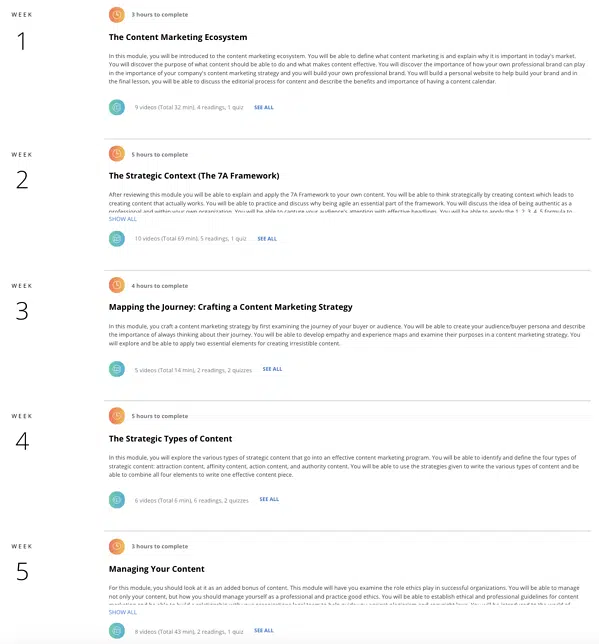 WEEK
1
3 hours to complete
The Content Marketing Ecosystem
In this module, you will be introduced to the content marketing ecosystem. You will be able to define what content marketing is and explain why it is important in today's market.
You will discover the purpose of what content should be able to do and what makes content effective. You will discover the importance of how your own professional brand can play
in the importance of your company's content marketing strategy and you will build your own professional brand. You will build a personal website to help build your brand and in
the final lesson, you will be able to discuss the editorial process for content and describe the benefits and importance of having a content calendar.
9 videos (Total 32 min), 4 readings, 1 quiz SEE ALL
WEEK
2
5 hours to complete
The Strategic Context (The 7A Framework)
After reviewing this module you will be able to explain and apply the 7A Framework to your own content. You will be able to think strategically by creating context which leads to
creating content that actually works. You will be able to practice and discuss why being agile an essential part of the framework. You will discuss the idea of being authentic as a
professional and within your own organization. You will be able to capture your audience's attention with effective headlines. You will be able to apply the 1, 2, 3, 4, 5 formula to
SHOW ALL
10 videos (Total 69 min), 5 readings, 1 quiz SEE ALL
WEEK
3
4 hours to complete
Mapping the Journey: Crafting a Content Marketing Strategy
In this module, you craft a content marketing strategy by first examining the journey of your buyer or audience. You will be able to create your audience/buyer persona and describe
the importance of always thinking about their journey. You will be able to develop empathy and experience maps and examine their purposes in a content marketing strategy. You
will explore and be able to apply two essential elements for creating irresistible content.
5 videos (Total 14 min), 2 readings, 2 quizzes SEE ALL
WEEK
4
5 hours to complete
The Strategic Types of Content
In this module, you will explore the various types of strategic content that go into an effective content marketing program. You will be able to identify and define the four types of
strategic content: attraction content, affinity content, action content, and authority content. You will be able to use the strategies given to write the various types of content and be
able to combine all four elements to write one effective content piece.
6 videos (Total 6 min), 6 readings, 2 quizzes SEE ALL
WEEK
5
3 hours to complete
Managing Your Content
For this module, you should look at it as an added bonus of content. This module will have you examine the role ethics play in successful organizations. You will be able to manage
not only your content, but how you should manage yourself as a professional and practice good ethics. You will be able to establish ethical and professional guidelines for content
SHOW ALL
8 videos (Total 43 min), 2 readings, 1 quiz SEE ALL